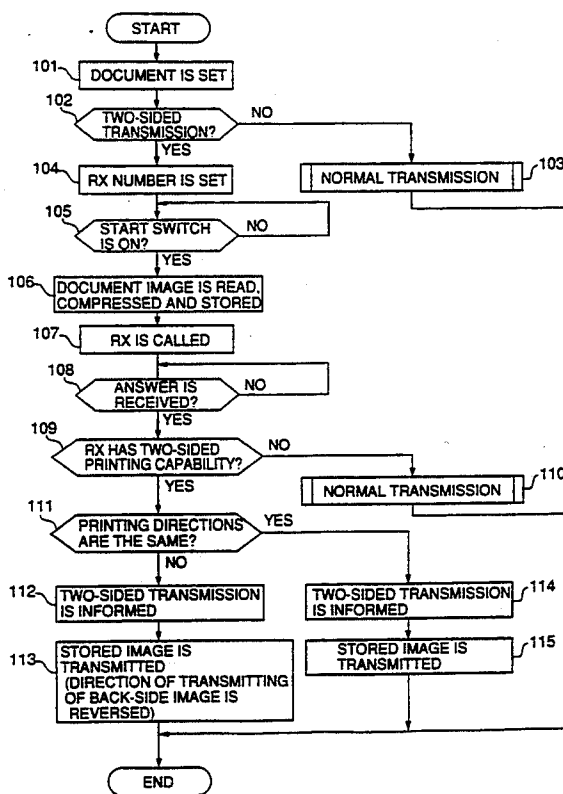 START
101
DOCUMENT IS SET
102
TWO-SIDED
TRANSMISSION?
NO
YES
104
RX NUMBER IS SET
NORMAL TRANSMISSION
103
105
START SWITCH
IS ON?
NO
YES
106
DOCUMENT IMAGE IS READ,
COMPRESSED AND STORED
107
RX IS CALLED
108
ANSWER IS
RECEIVED?
NO
YES
109
RX HAS TWO-SIDED
PRINTING CAPABILITY?
NO
YES
NORMAL TRANSMISSION
110
111
PRINTING DIRECTIONS
ARE THE SAME?
YES
NO
112
TWO-SIDED TRANSMISSION
IS INFORMED
TWO-SIDED TRANSMISSION
IS INFORMED
114
113
STORED IMAGE IS
TRANSMITTED
(DIRECTION OF TRANSMITTING
OF BACK-SIDE IMAGE IS
REVERSED)
STORED IMAGE IS
TRANSMITTED
115
END